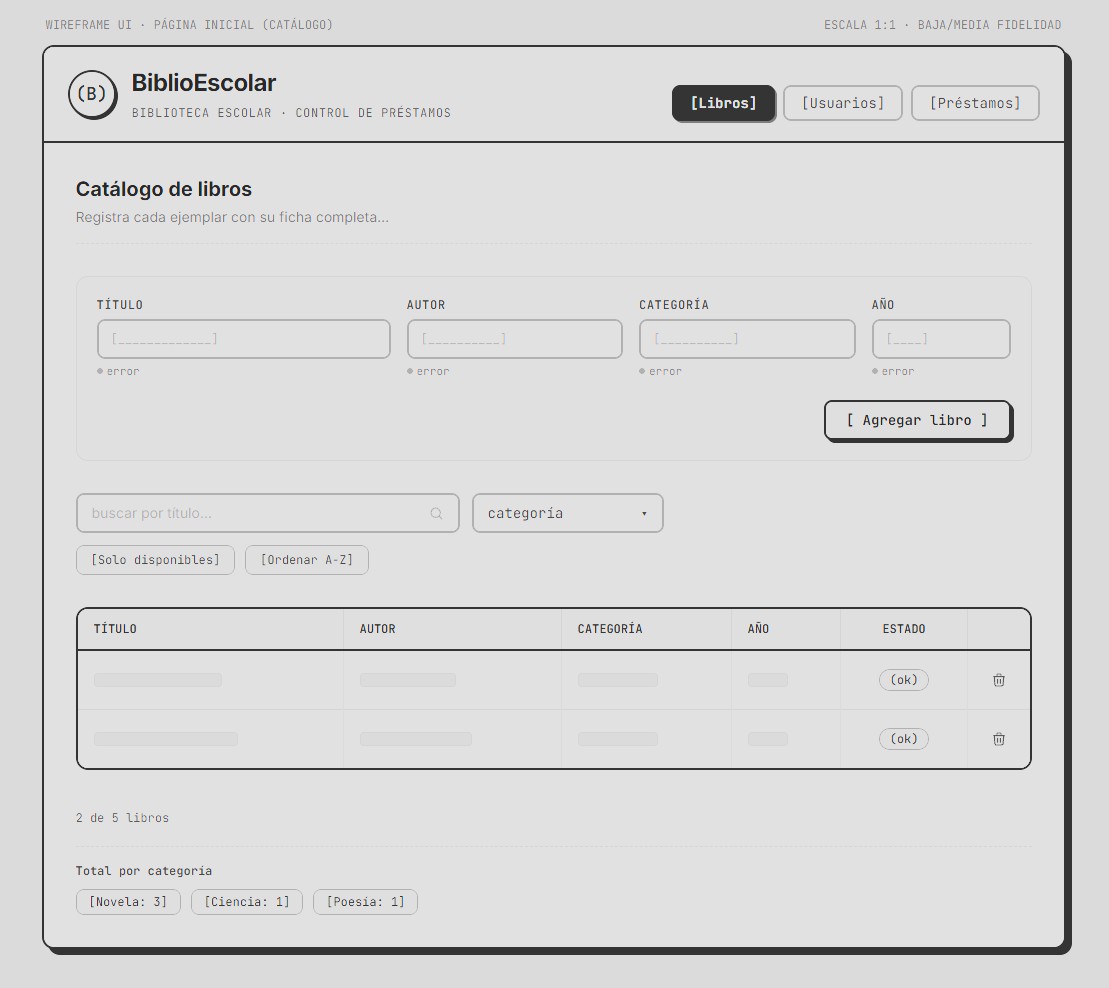 WIREFRAME UI · PÁGINA INICIAL (CATÁLOGO)
ESCALA 1:1 · BAJA/MEDIA FIDELIDAD
(B)
BiblioEscolar
BIBLIOTECA ESCOLAR · CONTROL DE PRÉSTAMOS
[Libros] [Usuarios] [Préstamos]
Catálogo de libros
Registra cada ejemplar con su ficha completa...
TÍTULO AUTOR CATEGORÍA AÑO
[_____________] [__________] [__________] [____]
error error error error
[ Agregar libro ]
buscar por título... categoría ▾
[Solo disponibles] [Ordenar A-Z]
TÍTULO AUTOR CATEGORÍA AÑO ESTADO
(ok)
(ok)
2 de 5 libros
Total por categoría
[Novela: 3] [Ciencia: 1] [Poesía: 1]